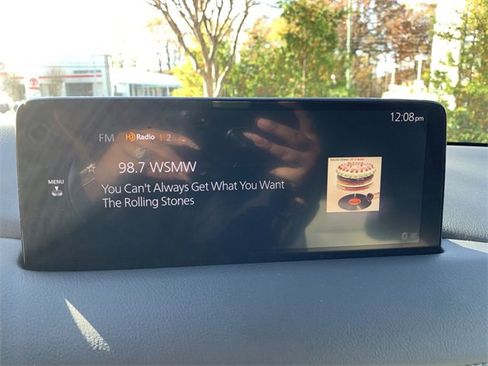 12:08pm
FM HD Radio 1 2
98.7 WSMW
MENU
You Can't Always Get What You Want
The Rolling Stones